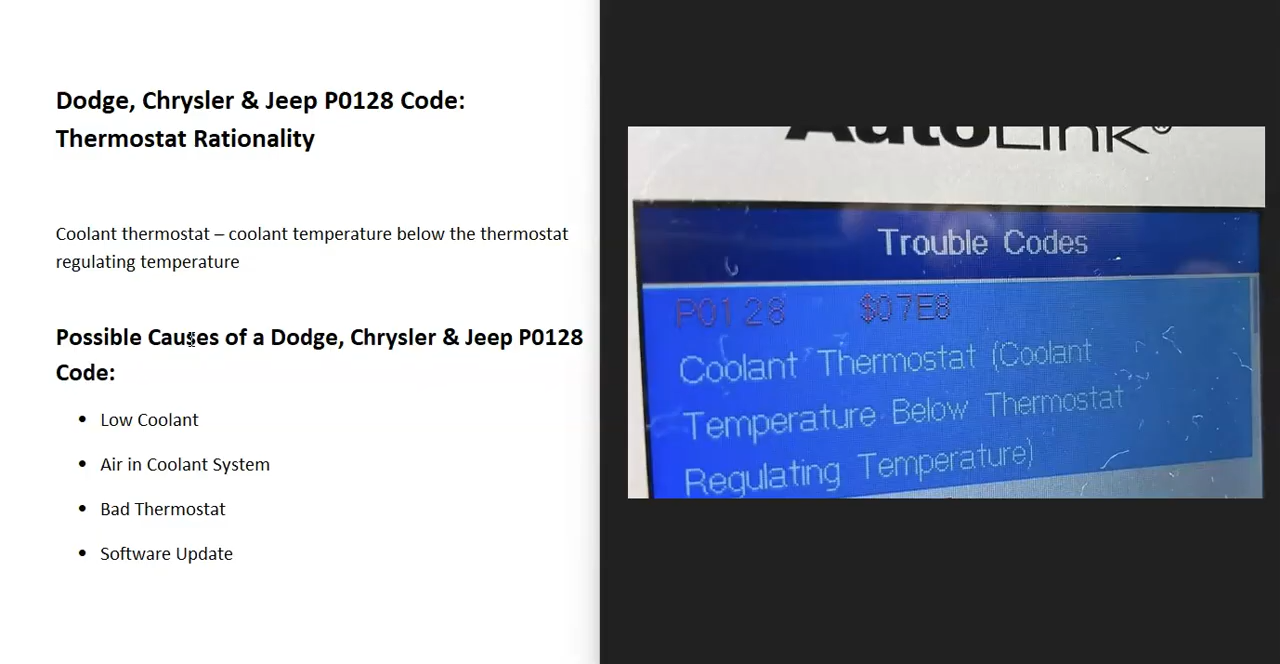 Dodge, Chrysler & Jeep P0128 Code:
Thermostat Rationality
Coolant thermostat – coolant temperature below the thermostat
regulating temperature
Possible Causes of a Dodge, Chrysler & Jeep P0128
Code:
• Low Coolant
• Air in Coolant System
• Bad Thermostat
• Software Update
AutoLink®
Trouble Codes
P0128 $07E8
Coolant Thermostat (Coolant
Temperature Below Thermostat
Regulating Temperature)